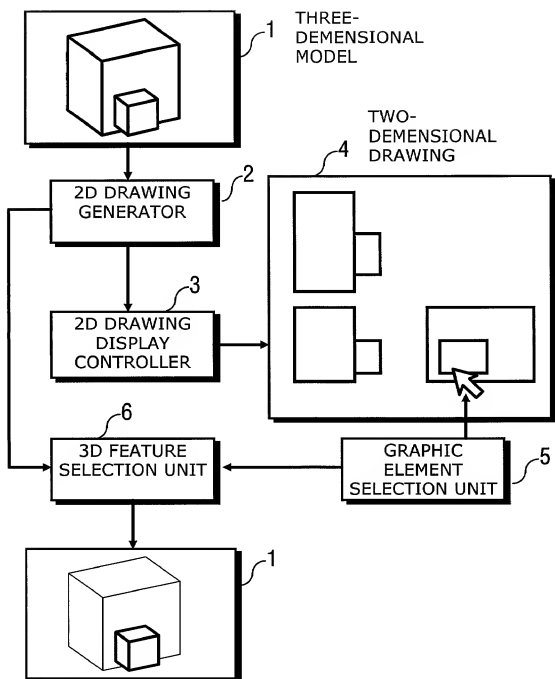 1
THREE-
DEMENSIONAL
MODEL
TWO-
DEMENSIONAL
DRAWING
4
2
2D DRAWING
GENERATOR
3
2D DRAWING
DISPLAY
CONTROLLER
6
3D FEATURE
SELECTION UNIT
GRAPHIC
ELEMENT
SELECTION UNIT
5
1